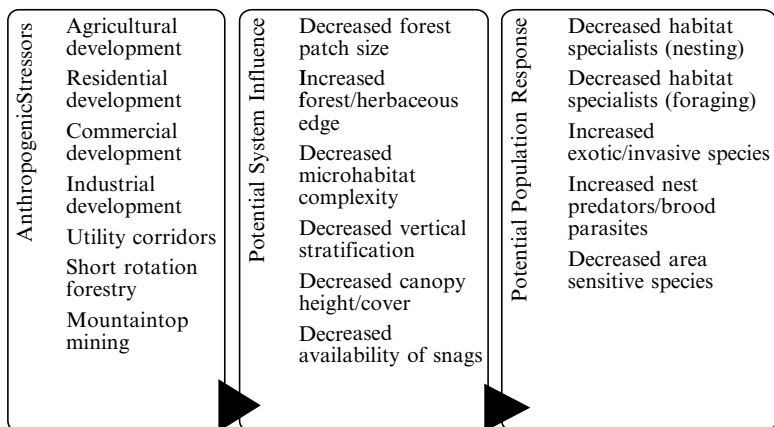 AnthropogenicStressors
Agricultural
development
Residential
development
Commercial
development
Industrial
development
Utility corridors
Short rotation
forestry
Mountaintop
mining
Potential System Influence
Decreased forest
patch size
Increased
forest/herbaceous
edge
Decreased
microhabitat
complexity
Decreased vertical
stratification
Decreased canopy
height/cover
Decreased
availability of snags
Potential Population Response
Decreased habitat
specialists (nesting)
Decreased habitat
specialists (foraging)
Increased
exotic/invasive species
Increased nest
predators/brood
parasites
Decreased area
sensitive species